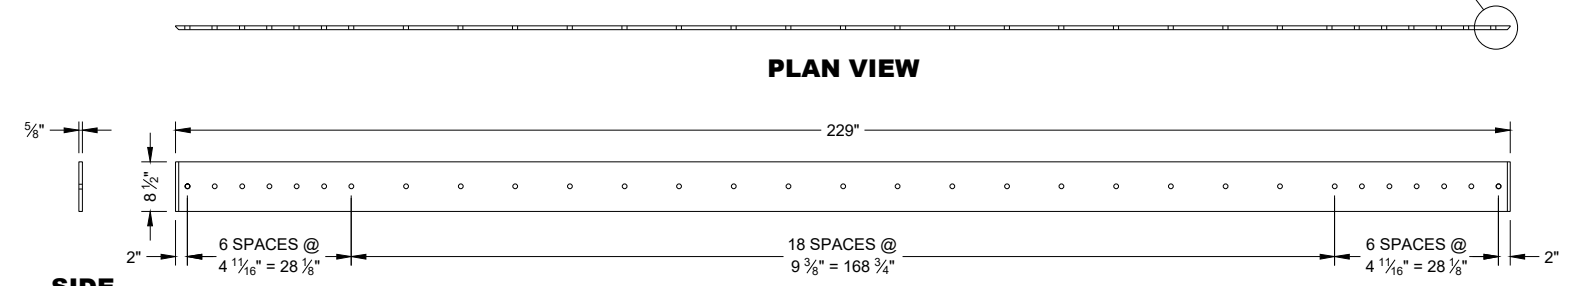 PLAN VIEW
5/8"
229"
8 1/2"
2"
6 SPACES @
4 11/16" = 28 1/8"
18 SPACES @
9 3/8" = 168 3/4"
6 SPACES @
4 11/16" = 28 1/8"
2"
SIDE